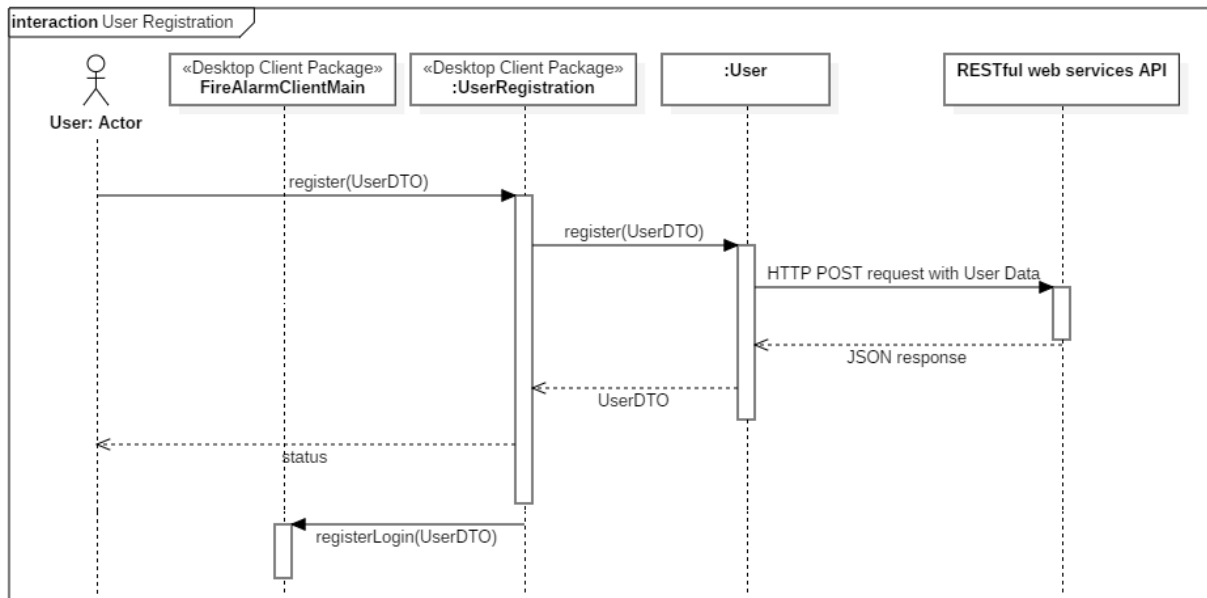 interaction User Registration
«Desktop Client Package»
FireAlarmClientMain
«Desktop Client Package»
:UserRegistration
:User
RESTful web services API
User: Actor
register(UserDTO)
register(UserDTO)
HTTP POST request with User Data
JSON response
UserDTO
status
registerLogin(UserDTO)